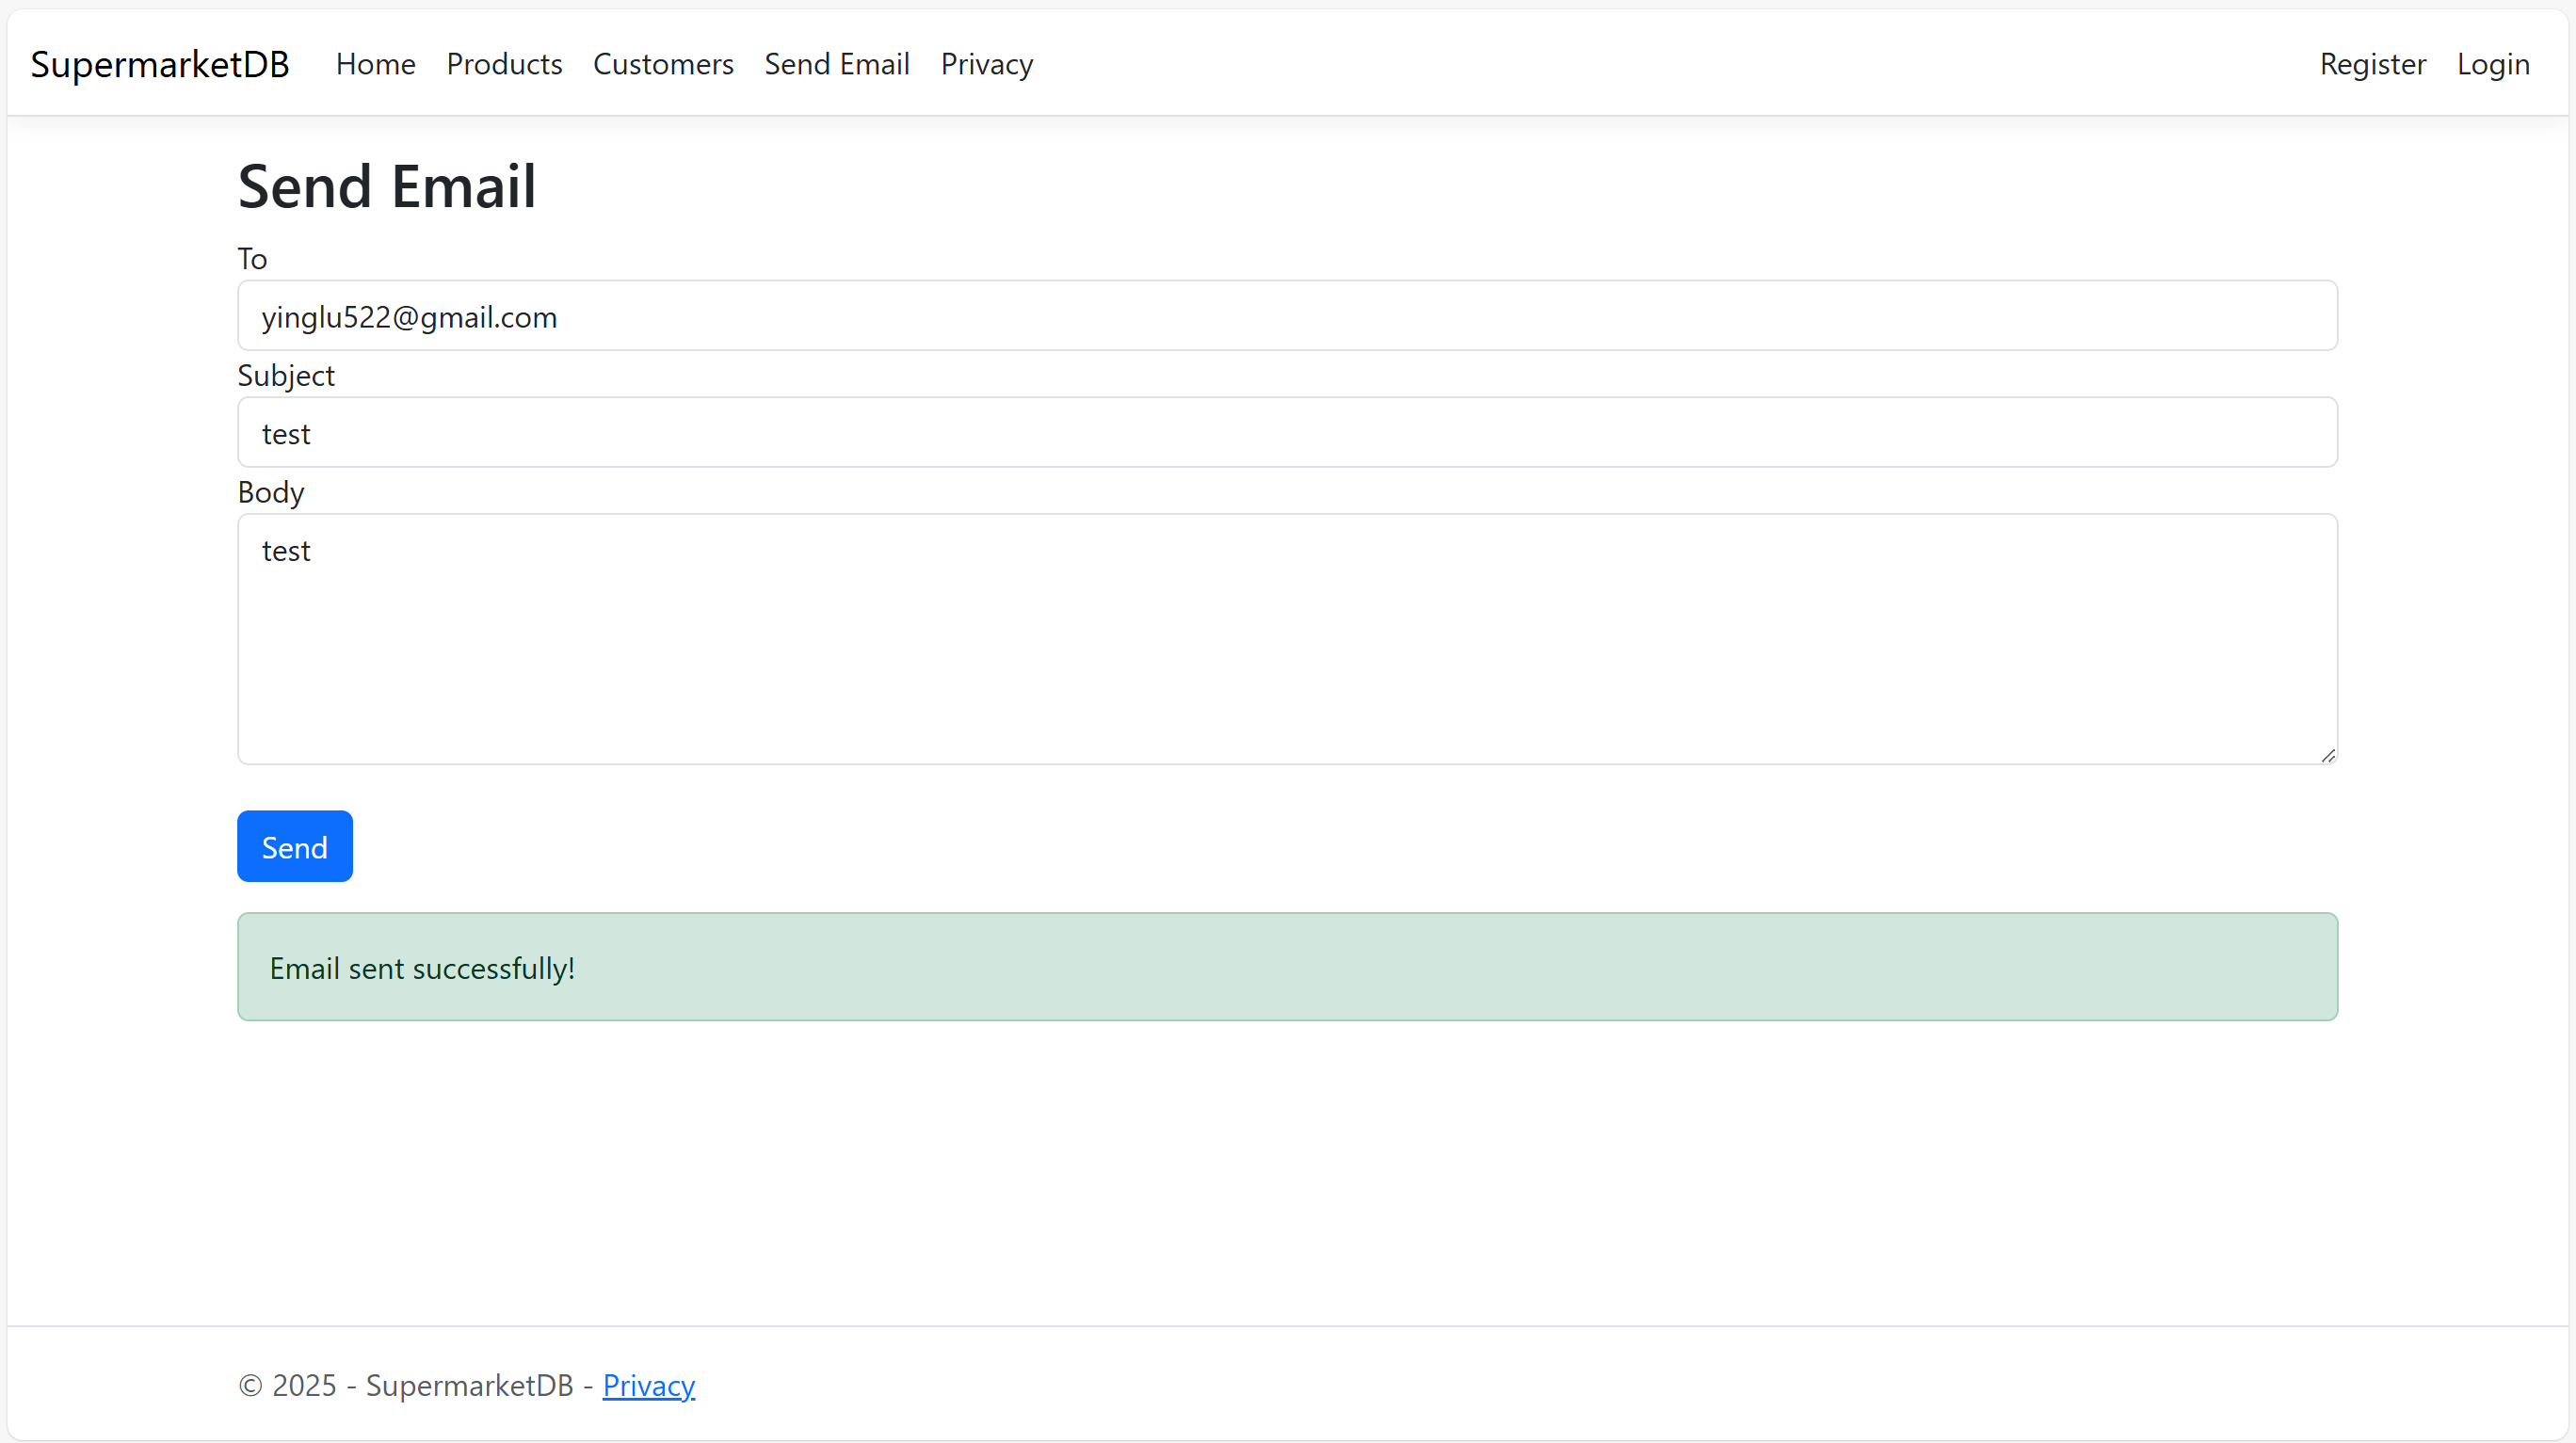 SupermarketDB Home Products Customers Send Email Privacy Register Login
Send Email
To
yinglu522@gmail.com
Subject
test
Body
test
Send
Email sent successfully!
© 2025 - SupermarketDB - Privacy